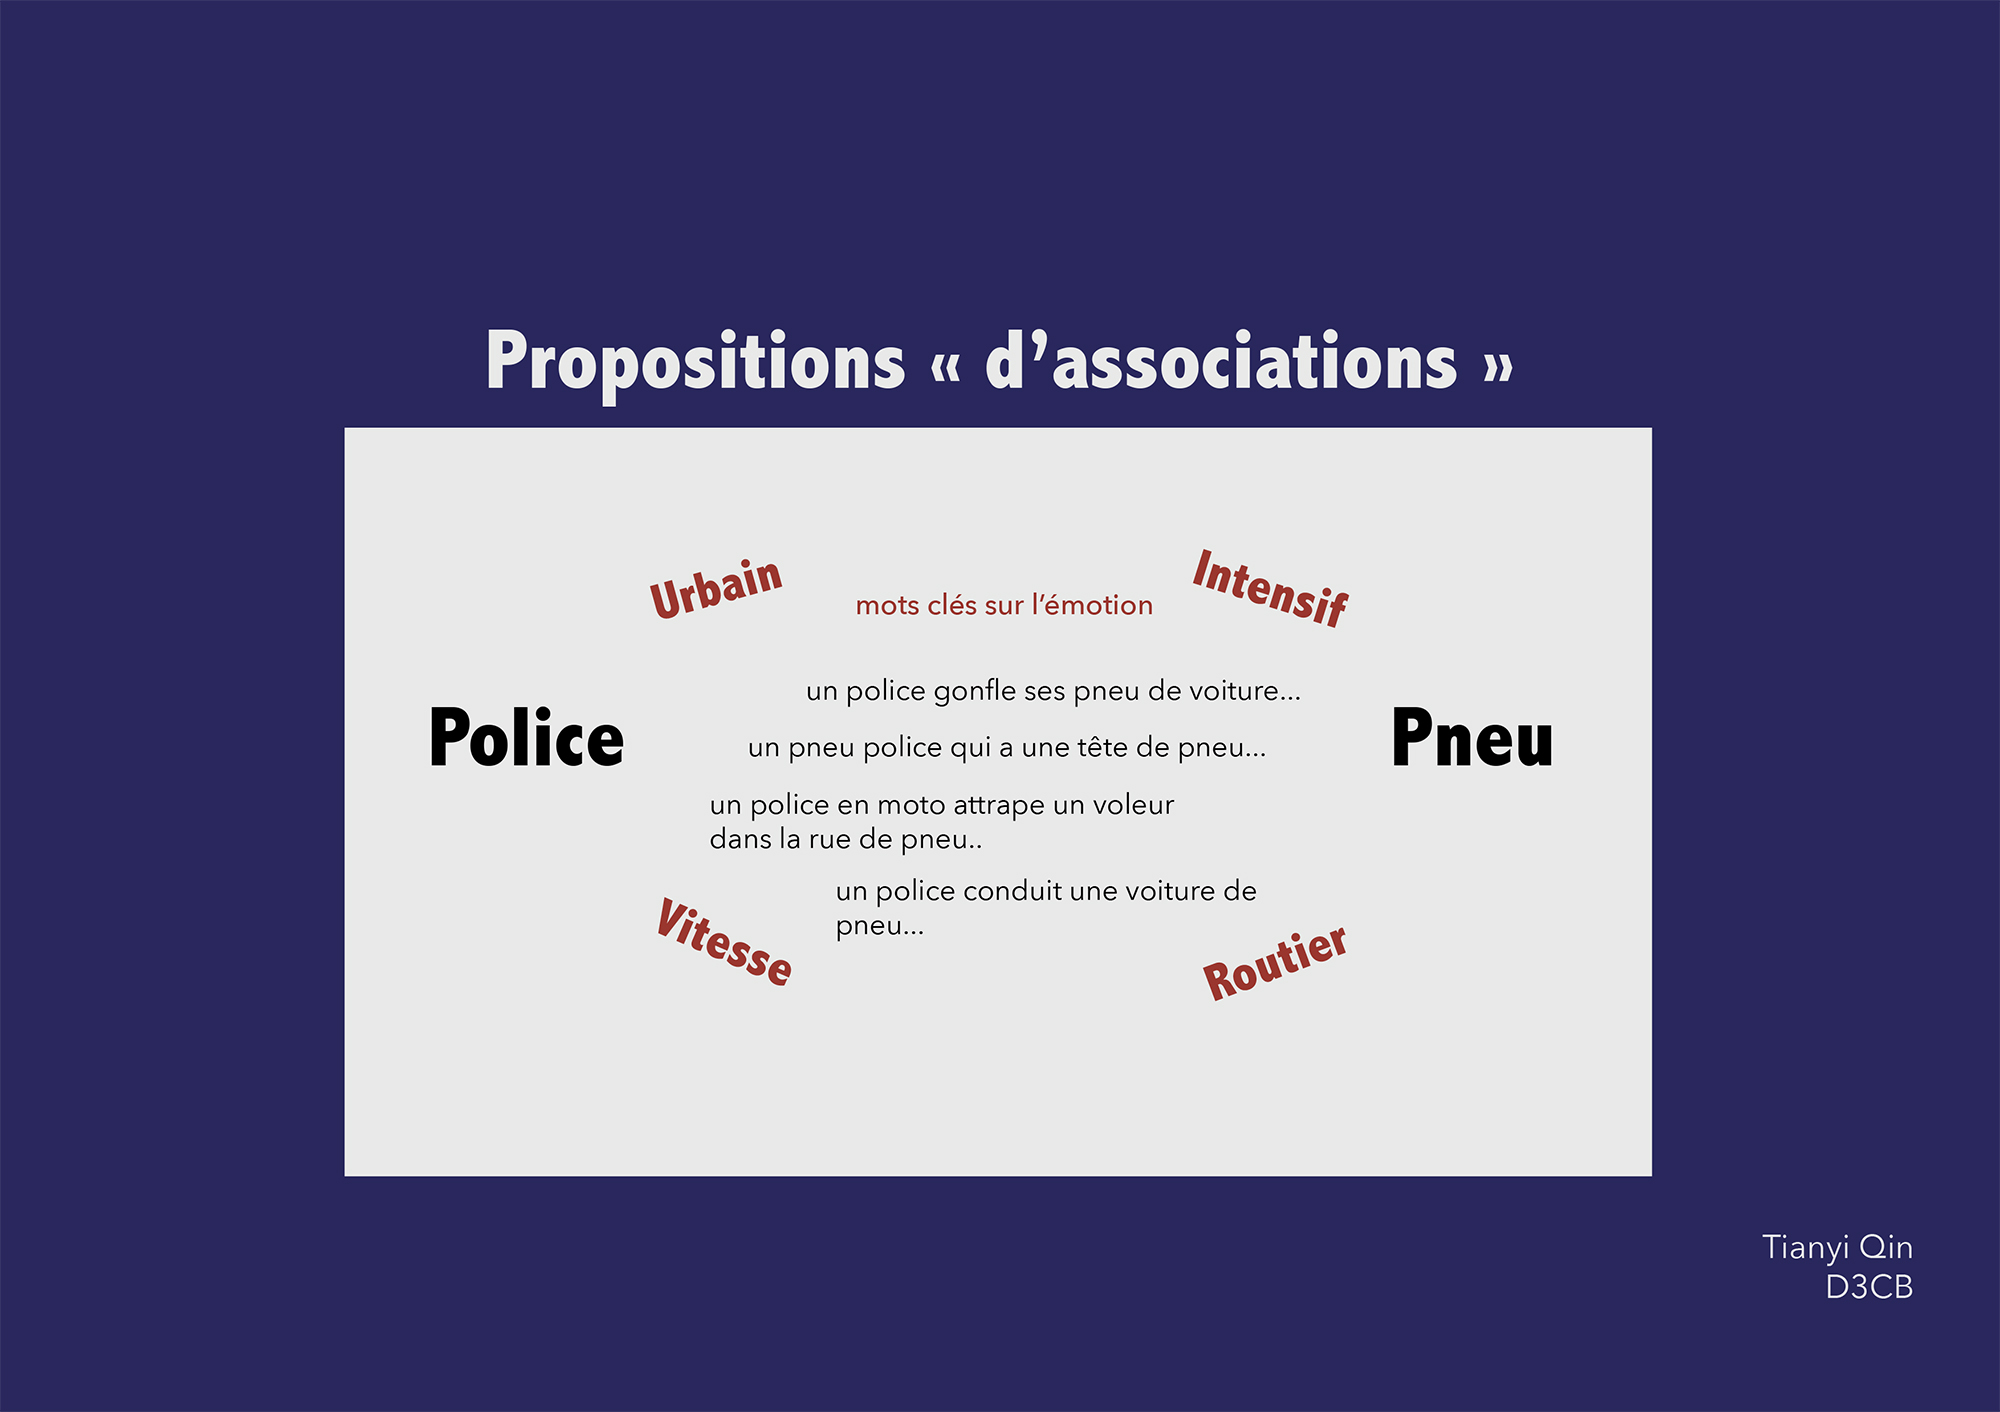 Propositions « d’associations »
Urbain
Intensif
mots clés sur l’émotion
un police gonfle ses pneu de voiture...
Police
un pneu police qui a une tête de pneu...
Pneu
un police en moto attrape un voleur
dans la rue de pneu..
un police conduit une voiture de
pneu...
Vitesse
Routier
Tianyi Qin
D3CB